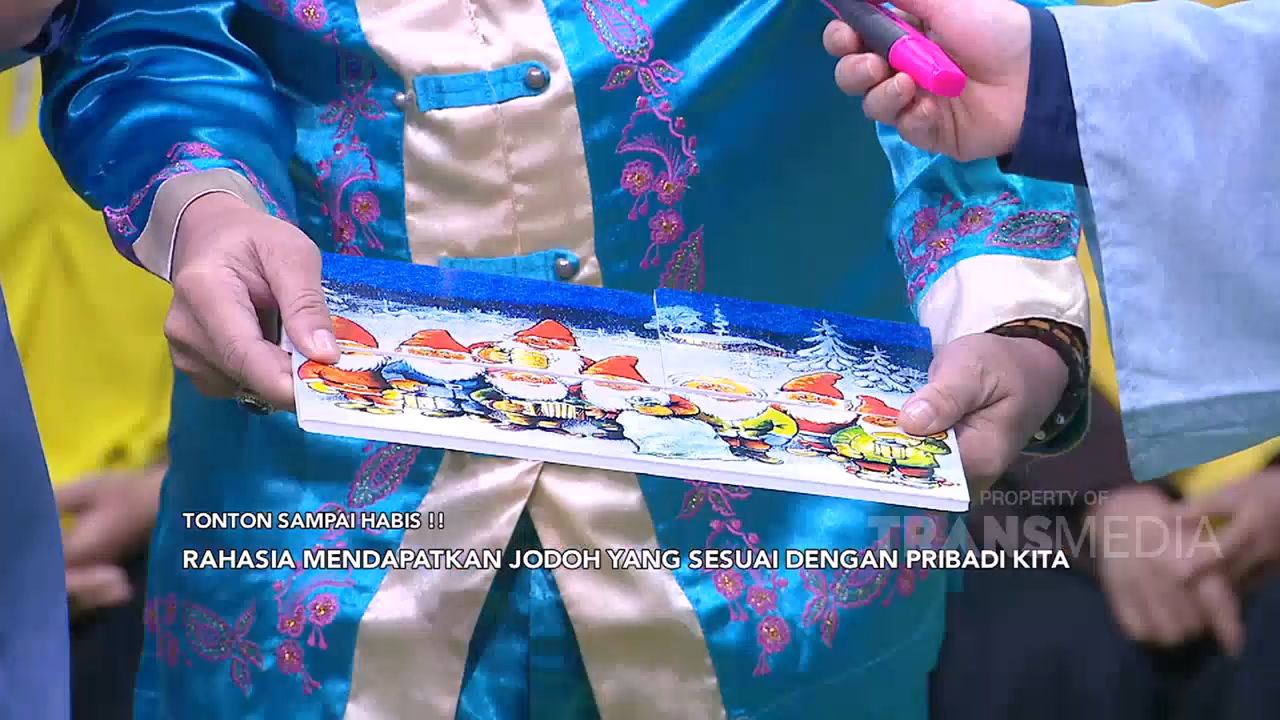 TONTON SAMPAI HABIS !!
RAHASIA MENDAPATKAN JODOH YANG SESUAI DENGAN PRIBADI KITA
PROPERTY OF
TRANSMEDIA